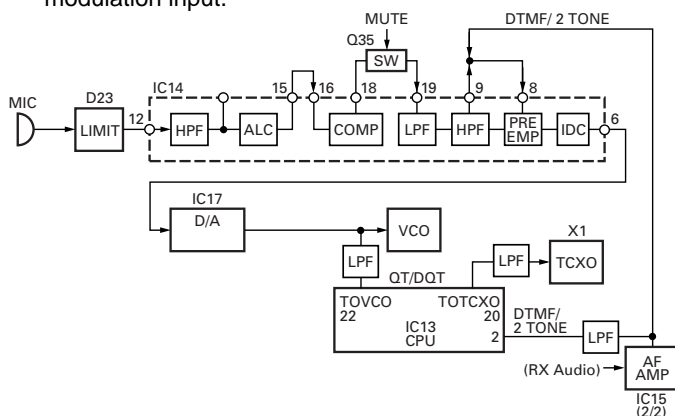 modulation input.
MUTE
DTMF/ 2 TONE
Q35
SW
IC14
15
16
18
19
9
8
MIC
D23
LIMIT
12
HPF
ALC
COMP
LPF
HPF
PRE
EMP
IDC
6
IC17
D/A
VCO
X1
LPF
TCXO
LPF
QT/DQT
TOVCO
22
TOTCXO
20
IC13
CPU
2
DTMF/
2 TONE
LPF
(RX Audio)
AF
AMP
IC15
(2/2)